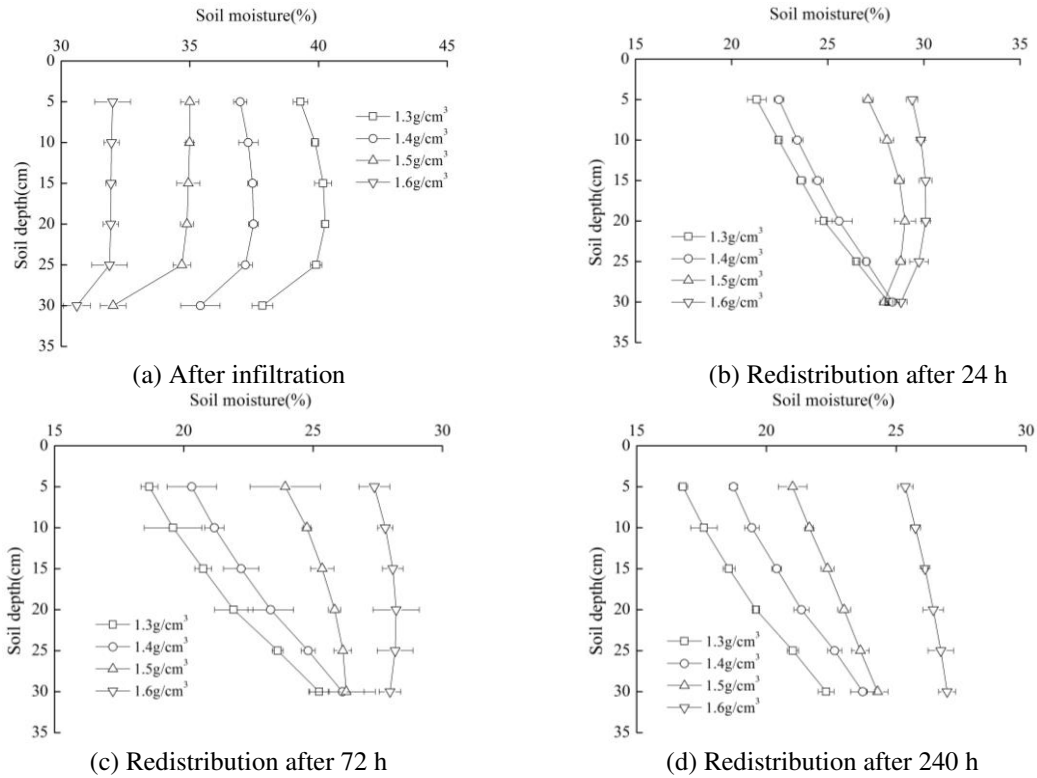 Soil moisture(%)
30 35 40 45
0
5
10
15
20
25
30
35
Soil depth(cm)
1.3g/cm³
1.4g/cm³
1.5g/cm³
1.6g/cm³
(a) After infiltration
Soil moisture(%)
15 20 25 30 35
0
5
10
15
20
25
30
35
Soil depth(cm)
1.3g/cm³
1.4g/cm³
1.5g/cm³
1.6g/cm³
(b) Redistribution after 24 h
Soil moisture(%)
15 20 25 30
0
5
10
15
20
25
30
35
Soil depth(cm)
1.3g/cm³
1.4g/cm³
1.5g/cm³
1.6g/cm³
(c) Redistribution after 72 h
Soil moisture(%)
15 20 25 30
0
5
10
15
20
25
30
35
Soil depth(cm)
1.3g/cm³
1.4g/cm³
1.5g/cm³
1.6g/cm³
(d) Redistribution after 240 h